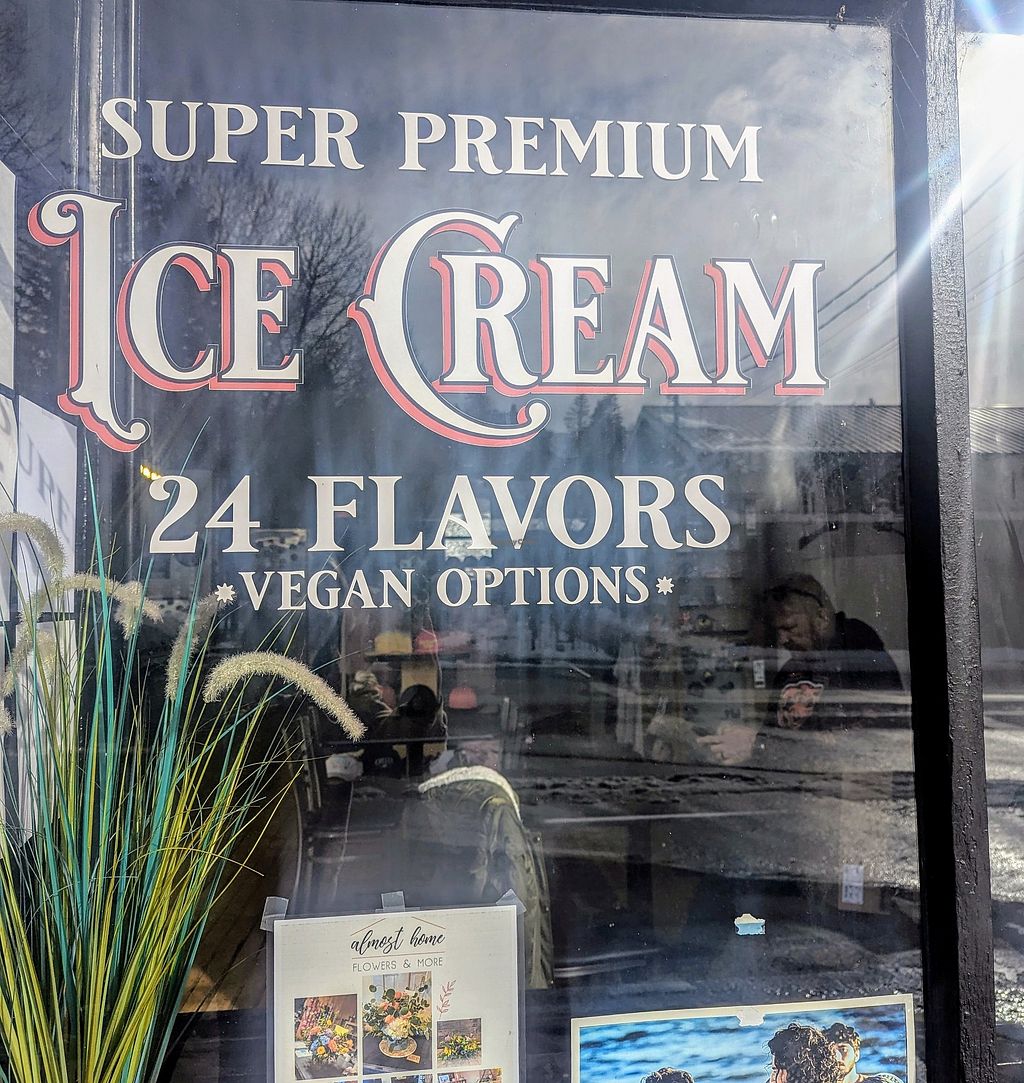 SUPER PREMIUM
ICE CREAM
24 FLAVORS
*VEGAN OPTIONS*
almost home
FLOWERS & MORE